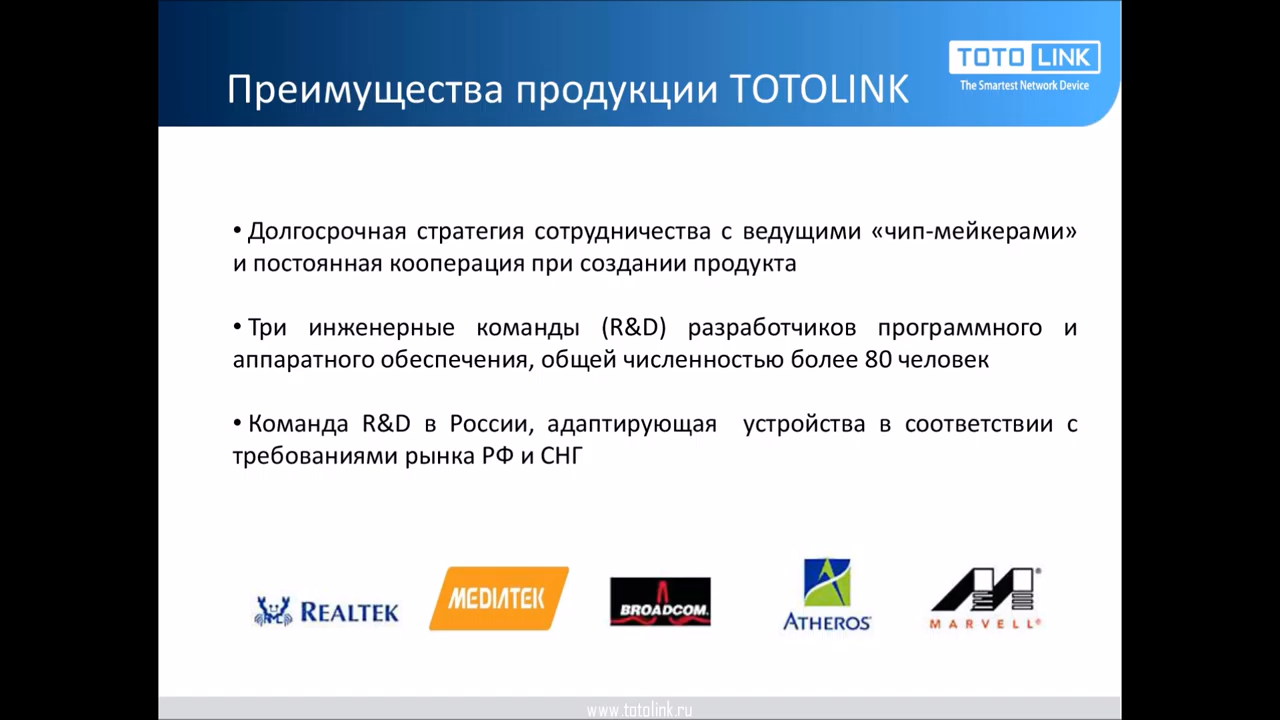 TOTO LINK
The Smartest Network Device
Преимущества продукции TOTOLINK
• Долгосрочная стратегия сотрудничества с ведущими «чип-мейкерами»
и постоянная кооперация при создании продукта
• Три инженерные команды (R&D) разработчиков программного и
аппаратного обеспечения, общей численностью более 80 человек
• Команда R&D в России, адаптирующая устройства в соответствии с
требованиями рынка РФ и СНГ
REALTEK
MEDIATEK
BROADCOM.
ATHEROS
MARVELL®
www.totolink.ru